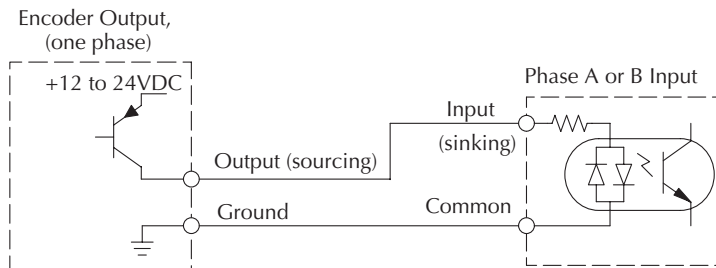 Encoder Output,
(one phase)
+12 to 24VDC
Phase A or B Input
Input
(sinking)
Output (sourcing)
Ground
Common